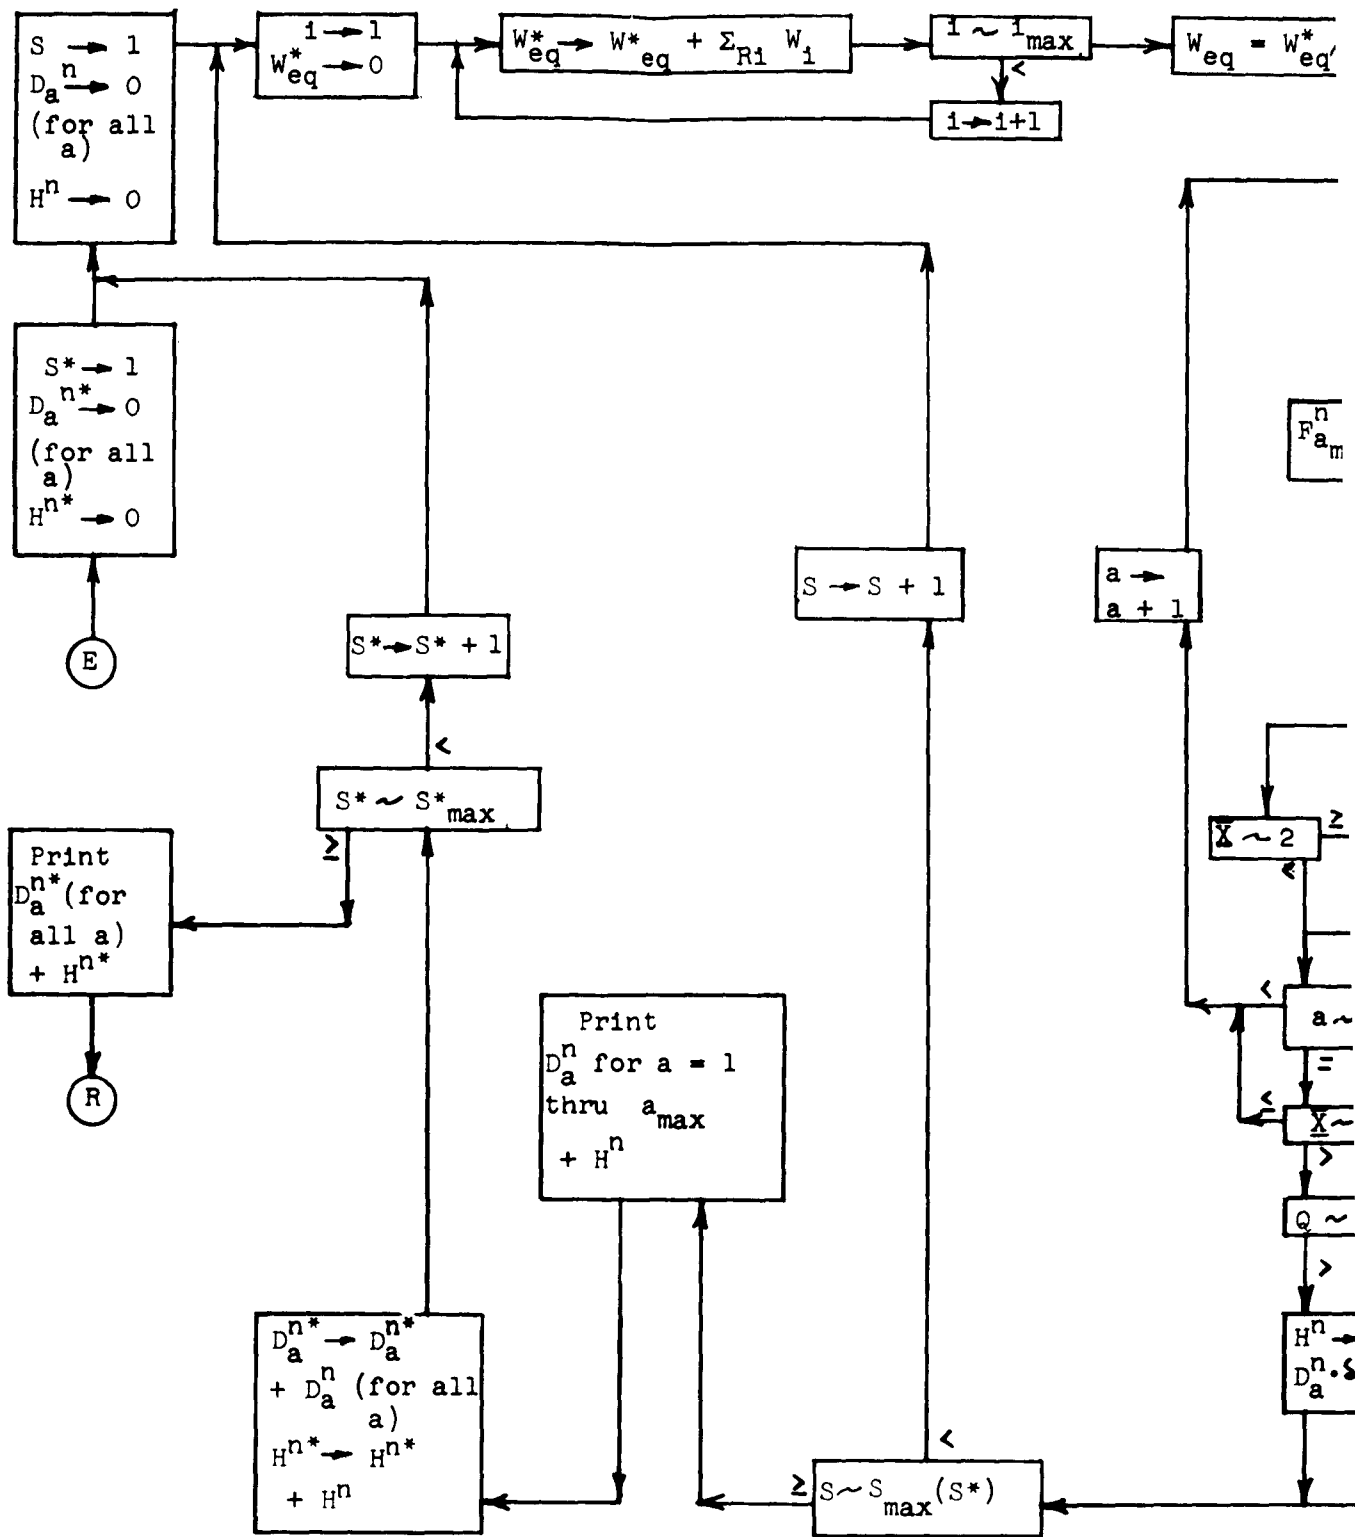 S → 1
D_a^n → 0
(for all
a)
H^n → 0
i → 1
W*_eq → 0
W*_eq → W*_eq + Σ_Ri W_i
i ~ i_max
<
i → i+1
W_eq = W*_eq,
S* → 1
D_a^n* → 0
(for all
a)
H^n* → 0
E
F^n_a_m
S* → S* + 1
S → S + 1
a →
a + 1
<
S* ~ S*_max
≥
Print
D_a^n* (for
all a)
+ H^n*
R
X̄ ~ 2
≥
<
<
a ~
=
≤
X ~
>
Q ~
>
H^n →
D_a^n · δ
Print
D_a^n for a = 1
thru a_max
+ H^n
D_a^n* → D_a^n*
+ D_a^n (for all
a)
H^n* → H^n*
+ H^n
<
≥
S ~ S_max(S*)